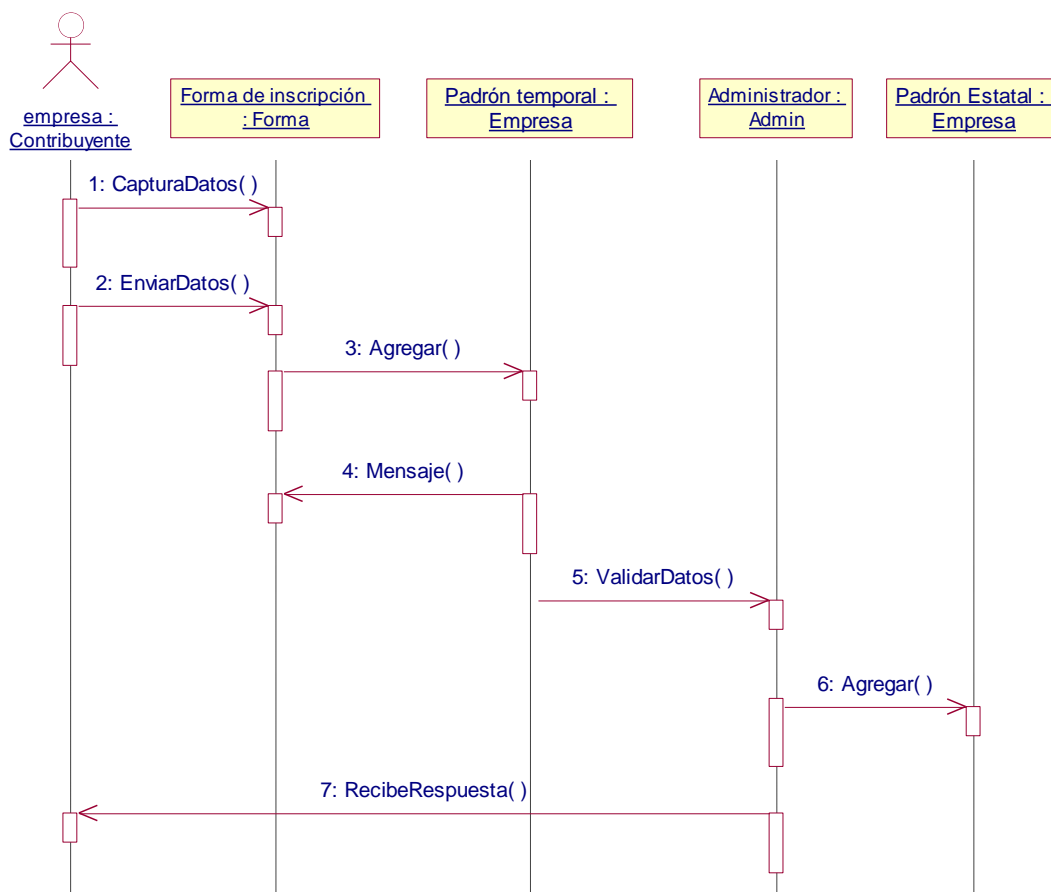 empresa :
Contribuyente
Forma de inscripción
: Forma
Padrón temporal :
Empresa
Administrador :
Admin
Padrón Estatal :
Empresa
1: CapturaDatos( )
2: EnviarDatos( )
3: Agregar( )
4: Mensaje( )
5: ValidarDatos( )
6: Agregar( )
7: RecibeRespuesta( )